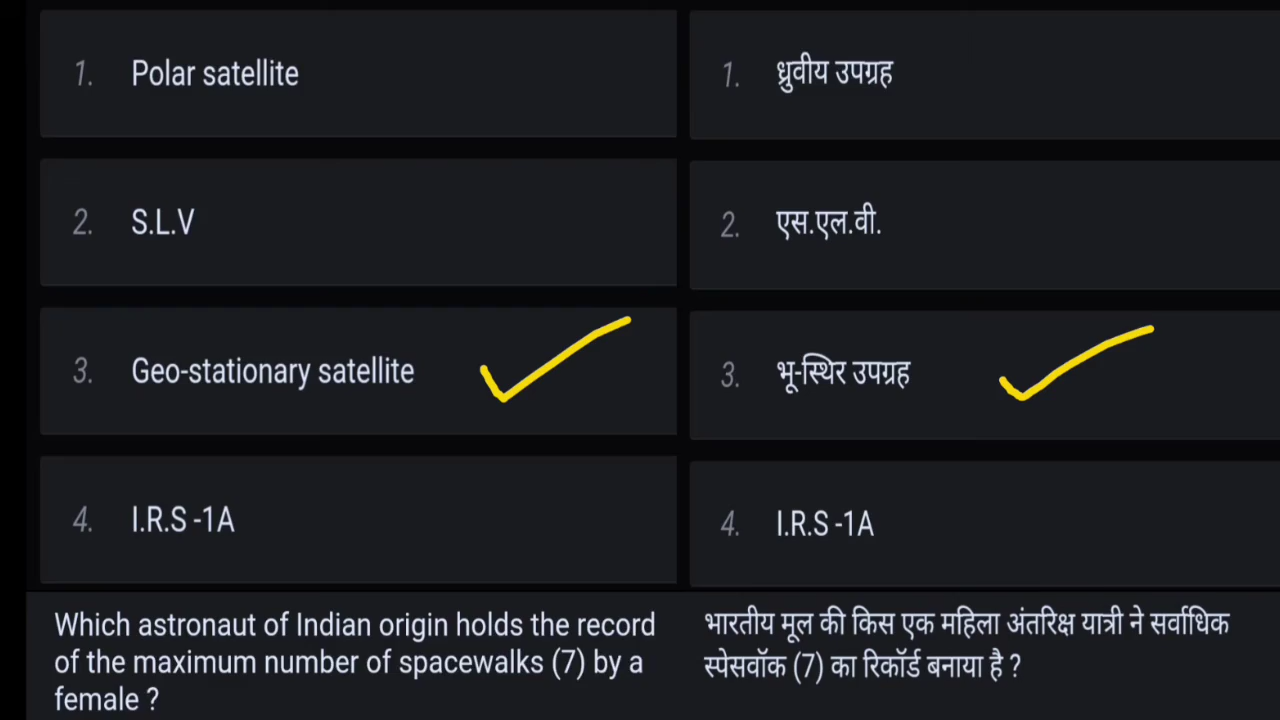 1. Polar satellite
1. ध्रुवीय उपग्रह
2. S.L.V
2. एस.एल.वी.
3. Geo-stationary satellite
3. भू-स्थिर उपग्रह
4. I.R.S -1A
4. I.R.S -1A
Which astronaut of Indian origin holds the record
of the maximum number of spacewalks (7) by a
female ?
भारतीय मूल की किस एक महिला अंतरिक्ष यात्री ने सर्वाधिक
स्पेसवॉक (7) का रिकॉर्ड बनाया है ?